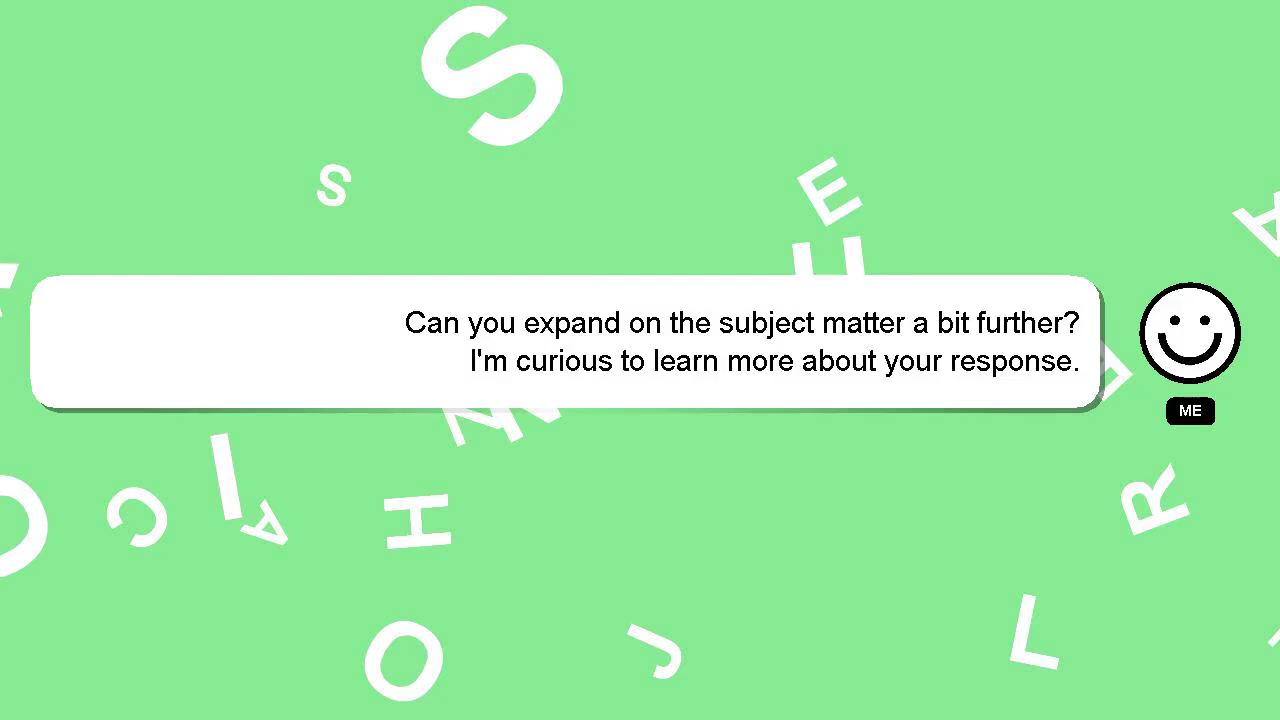 S
S
E
A
Can you expand on the subject matter a bit further?
I'm curious to learn more about your response.
ME
N
I
C
A
H
R
O
J
L